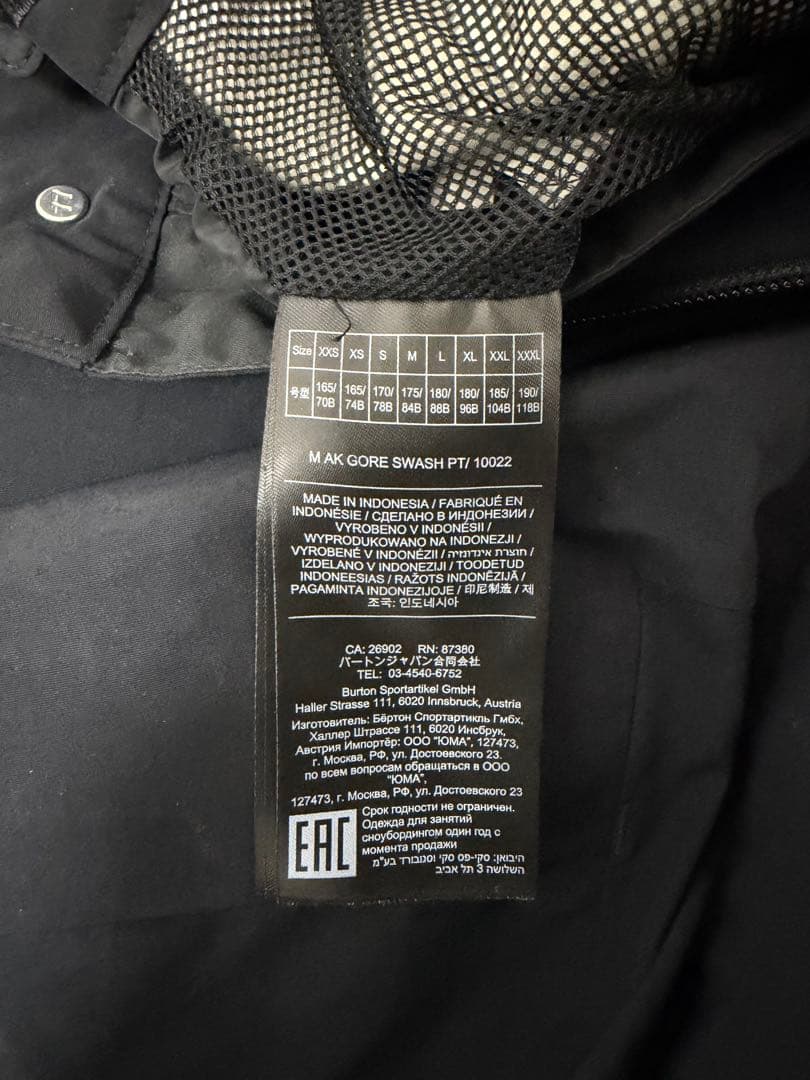 Size XXS XS S M L XL XXL XXXL
号型 165/70B 165/74B 170/78B 175/84B 180/88B 180/96B 185/104B 190/118B
M AK GORE SWASH PT/ 10022
MADE IN INDONESIA / FABRIQUÉ EN
INDONÉSIE / СДЕЛАНО В ИНДОНЕЗИИ /
VYROBENO V INDONÉSII /
WYPRODUKOWANO NA INDONEZJI /
VYROBENÉ V INDONÉZII / תוצרת אינדונזיה /
IZDELANO V INDONEZIJI / TOODETUD
INDONEESIAS / RAŽOTS INDONĒZIJĀ /
PAGAMINTA INDONEZIJOJE / 印尼制造 / 제
조국: 인도네시아
CA: 26902 RN: 87380
バートンジャパン合同会社
TEL: 03-4540-6752
Burton Sportartikel GmbH
Haller Strasse 111, 6020 Innsbruck, Austria
Изготовитель: Бёртон Спортартикль Гмбх,
Халлер Штрассе 111, 6020 Инсбрук,
Австрия Импортёр: ООО "ЮМА", 127473,
г. Москва, РФ, ул. Достоевского 23.
по всем вопросам обращаться в ООО
"ЮМА",
127473, г. Москва, РФ, ул. Достоевского 23
EAC
Срок годности не ограничен.
Одежда для занятий
сноубордингом один год с
момента продажи
היבואן: סקי-פס סקי וסנובורד בע"מ
השלושה 3 תל אביב